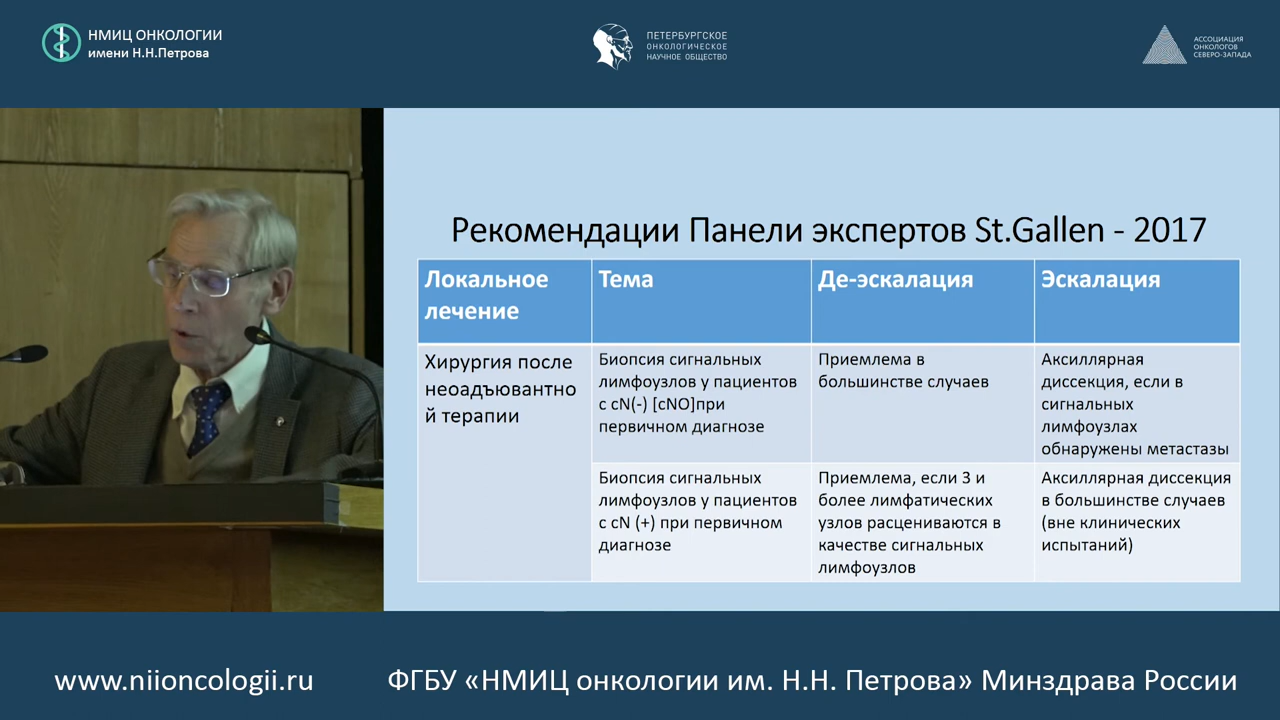 НМИЦ ОНКОЛОГИИ
имени Н.Н.Петрова
ПЕТЕРБУРГСКОЕ
ОНКОЛОГИЧЕСКОЕ
НАУЧНОЕ ОБЩЕСТВО
АССОЦИАЦИЯ
ОНКОЛОГОВ
СЕВЕРО-ЗАПАДА
Рекомендации Панели экспертов St.Gallen - 2017
Локальное
лечение
Тема
Де-эскалация
Эскалация
Хирургия после
неоадъювантно
й терапии
Биопсия сигнальных
лимфоузлов у пациентов
с cN(-) [cNO]при
первичном диагнозе
Приемлема в
большинстве случаев
Аксиллярная
диссекция, если в
сигнальных
лимфоузлах
обнаружены метастазы
Биопсия сигнальных
лимфоузлов у пациентов
с cN (+) при первичном
диагнозе
Приемлема, если 3 и
более лимфатических
узлов расцениваются в
качестве сигнальных
лимфоузлов
Аксиллярная диссекция
в большинстве случаев
(вне клинических
испытаний)
www.niioncologii.ru
ФГБУ «НМИЦ онкологии им. Н.Н. Петрова» Минздрава России